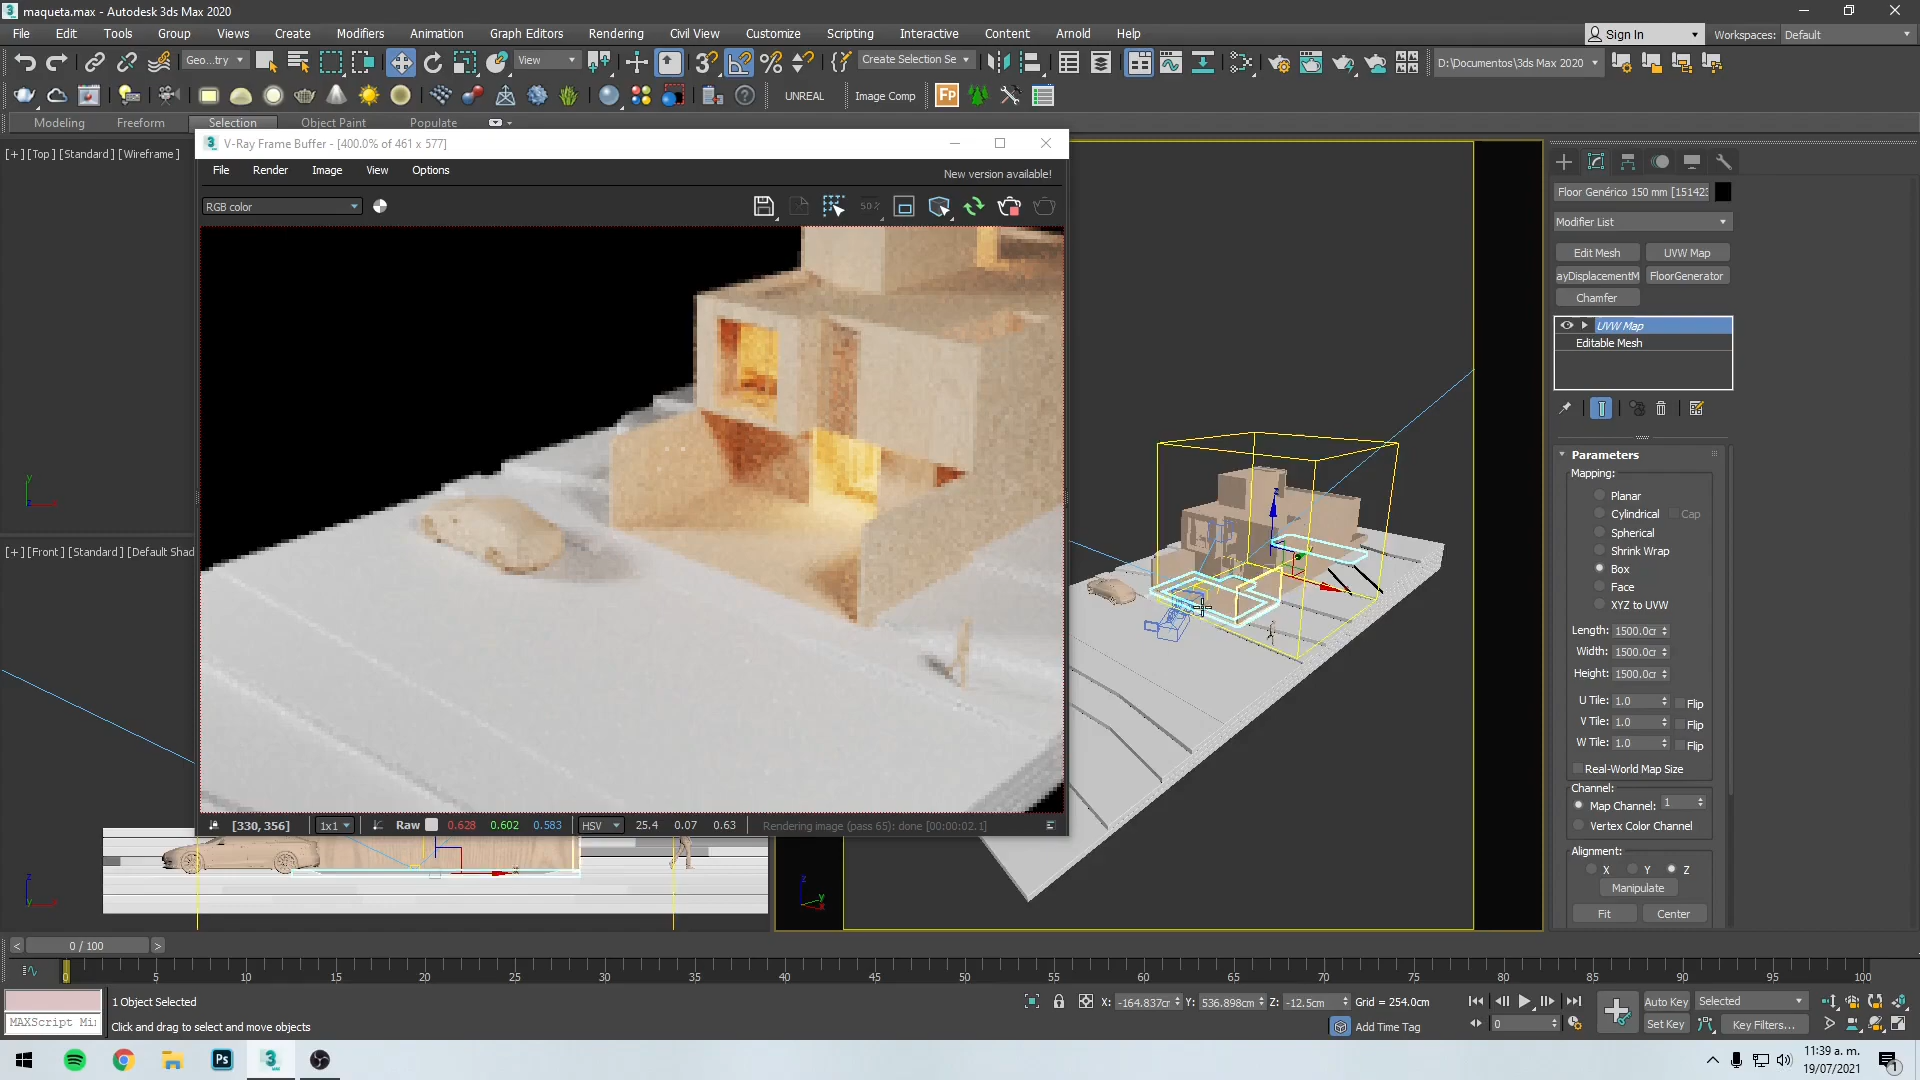 maqueta.max - Autodesk 3ds Max 2020
File Edit Tools Group Views Create Modifiers Animation Graph Editors Rendering Civil View Customize Scripting Interactive Content Arnold Help
Sign In Workspaces: Default
Geo...try View Create Selection Se D:\Documentos\3ds Max 2020
UNREAL Image Comp FP
Modeling Freeform Selection Object Paint Populate
[+] [Top] [Standard] [Wireframe]
V-Ray Frame Buffer - [400.0% of 461 x 577]
File Render Image View Options
New version available!
RGB color
50%
[+] [Front] [Standard] [Default Shad
[330, 356] 1x1 Raw 0.628 0.602 0.583 HSV 25.4 0.07 0.63 Rendering image (pass 65): done [00:00:02.1]
Floor Genérico 150 mm [151423
Modifier List
Edit Mesh UVW Map
ayDisplacementM FloorGenerator
Chamfer
UVW Map
Editable Mesh
Parameters
Mapping:
Planar
Cylindrical Cap
Spherical
Shrink Wrap
Box
Face
XYZ to UVW
Length: 1500.0cr
Width: 1500.0cr
Height: 1500.0cr
U Tile: 1.0 Flip
V Tile: 1.0 Flip
W Tile: 1.0 Flip
Real-World Map Size
Channel:
Map Channel: 1
Vertex Color Channel
Alignment:
X Y Z
Manipulate
Fit Center
0 / 100
0 5 10 15 20 25 30 35 40 45 50 55 60 65 70 75 80 85 90 95 100
1 Object Selected
X: -164.837cr Y: 536.898cm Z: -12.5cm Grid = 254.0cm
Auto Key Selected
MAXScript Mi
Click and drag to select and move objects
Add Time Tag
0
Set Key Key Filters...
11:39 a. m.
19/07/2021